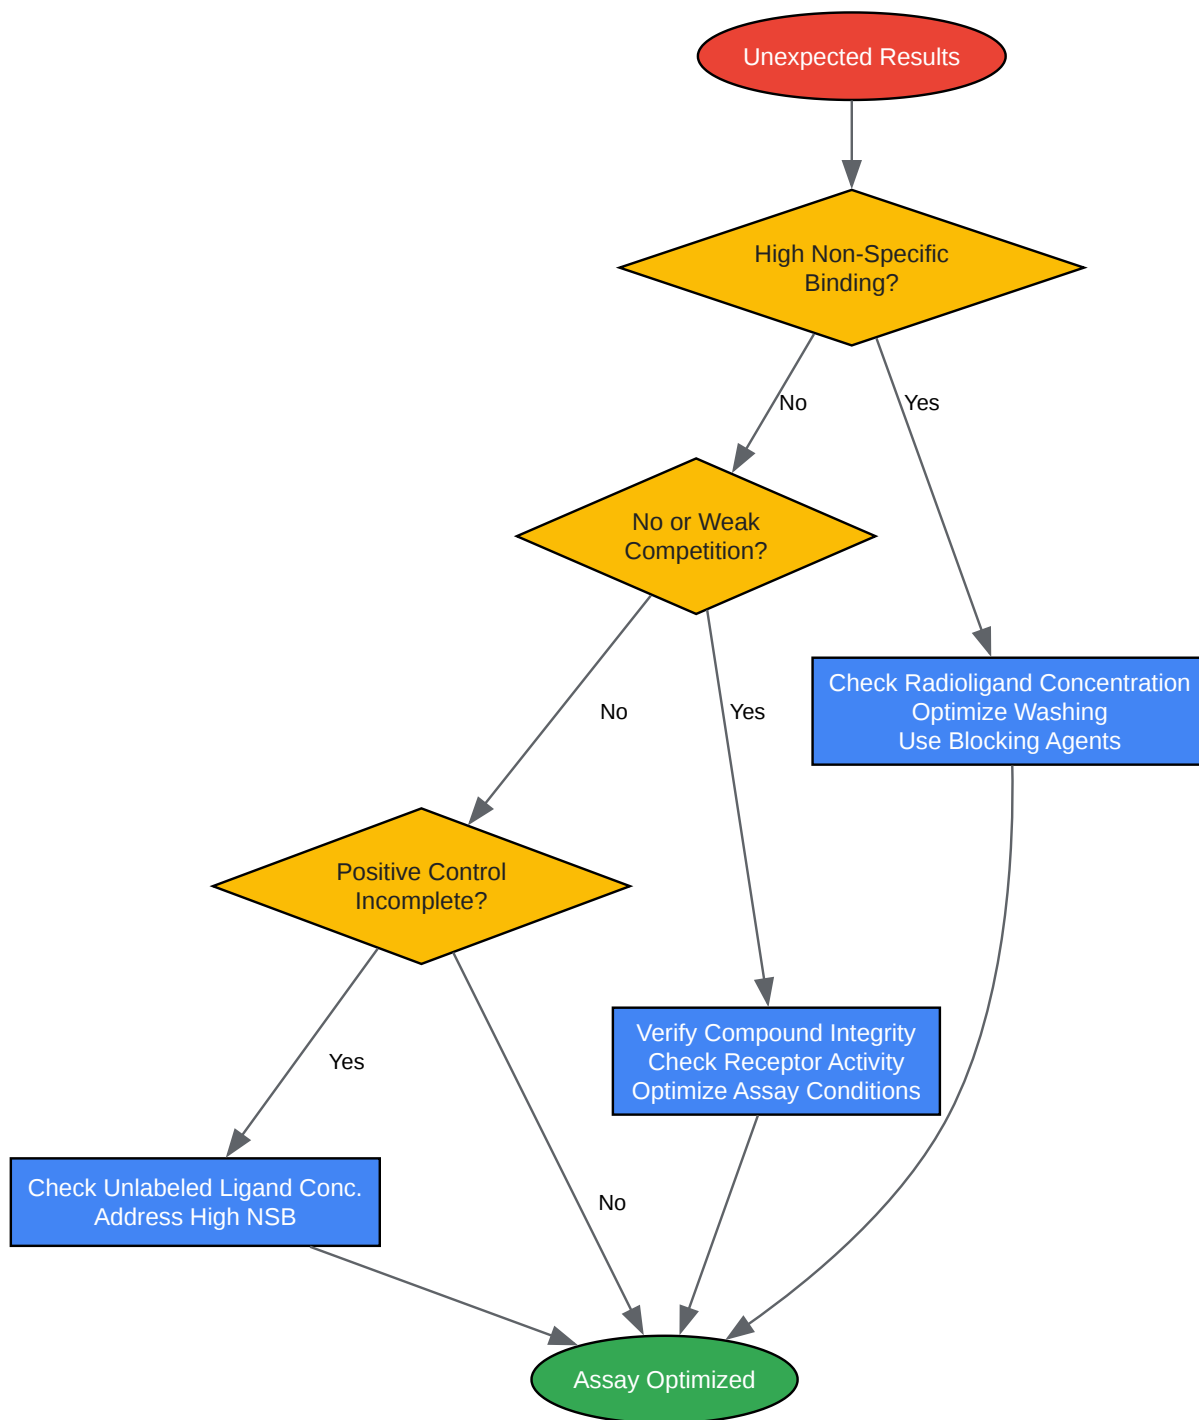 Unexpected Results
High Non-Specific
Binding?
No
Yes
No or Weak
Competition?
Check Radioligand Concentration
Optimize Washing
Use Blocking Agents
No
Yes
Positive Control
Incomplete?
Verify Compound Integrity
Check Receptor Activity
Optimize Assay Conditions
Yes
No
Check Unlabeled Ligand Conc.
Address High NSB
Assay Optimized